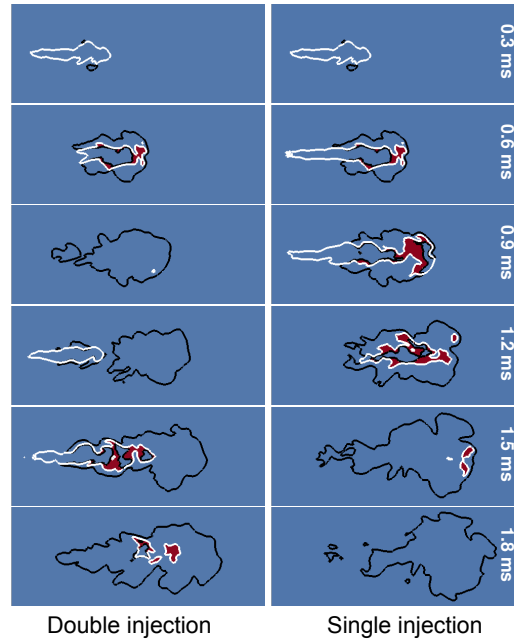 0.3 ms
0.6 ms
0.9 ms
1.2 ms
1.5 ms
1.8 ms
Double injection
Single injection